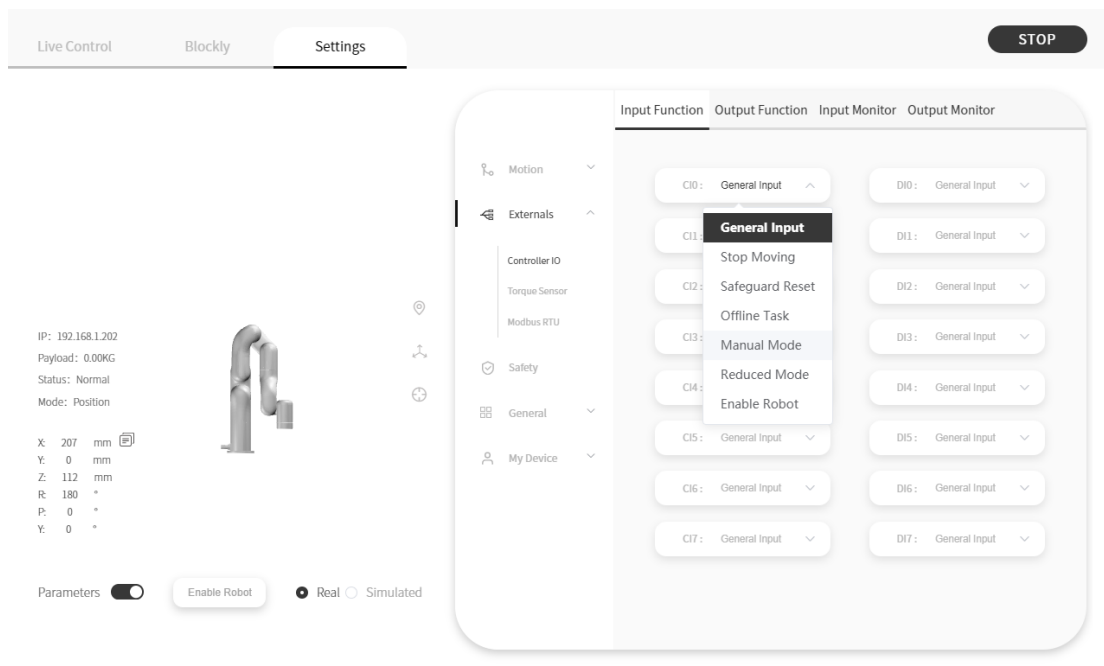 Live Control
Blockly
Settings
STOP
IP: 192.168.1.202
Payload: 0.00KG
Status: Normal
Mode: Position
X: 207 mm
Y: 0 mm
Z: 112 mm
R: 180 °
P: 0 °
Y: 0 °
Parameters
Enable Robot
Real
Simulated
Motion
Externals
Controller IO
Torque Sensor
Modbus RTU
Safety
General
My Device
Input Function Output Function Input Monitor Output Monitor
CI0: General Input
DI0: General Input
CI1:
DI1: General Input
CI2:
DI2: General Input
CI3:
DI3: General Input
CI4:
DI4: General Input
General Input
Stop Moving
Safeguard Reset
Offline Task
Manual Mode
Reduced Mode
Enable Robot
CI5: General Input
DI5: General Input
CI6: General Input
DI6: General Input
CI7: General Input
DI7: General Input